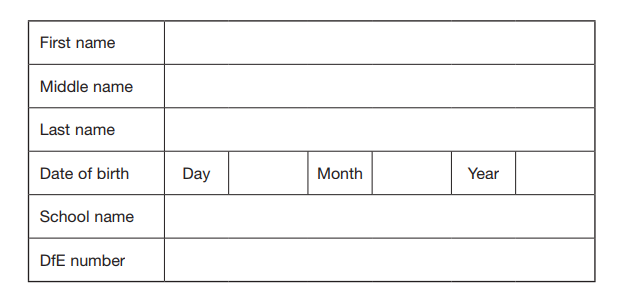 First name
Middle name
Last name
Date of birth Day Month Year
School name
DfE number